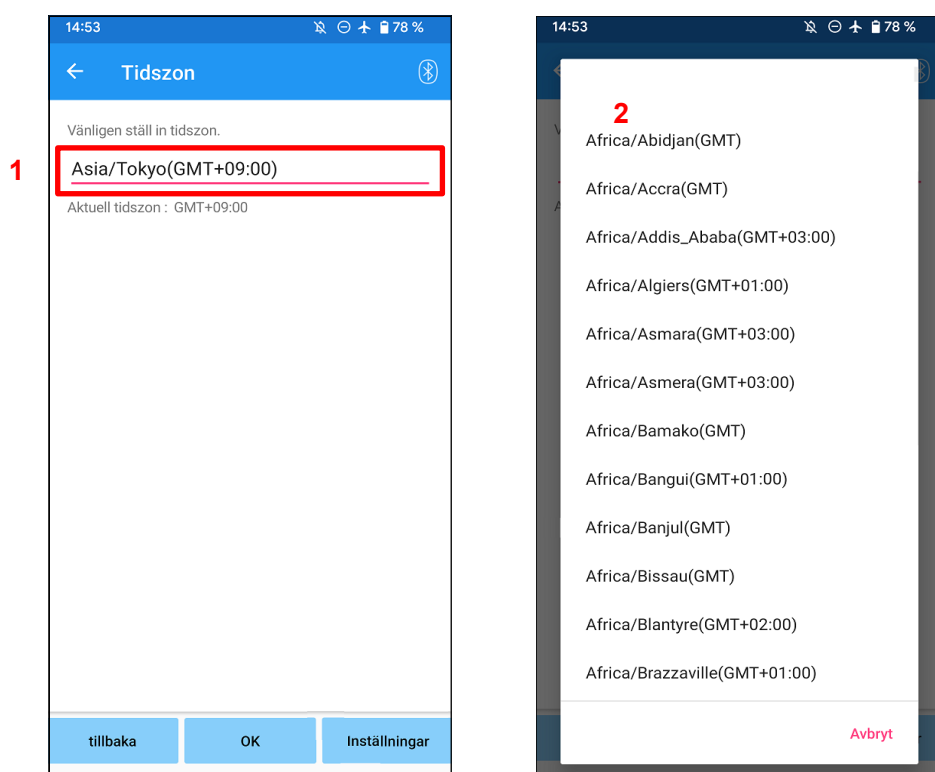 14:53 78 %
Tidszon
Vänligen ställ in tidszon.
1
Asia/Tokyo(GMT+09:00)
Aktuell tidszon : GMT+09:00
tillbaka
OK
Inställningar
14:53 78 %
2
Africa/Abidjan(GMT)
Africa/Accra(GMT)
Africa/Addis_Ababa(GMT+03:00)
Africa/Algiers(GMT+01:00)
Africa/Asmara(GMT+03:00)
Africa/Asmera(GMT+03:00)
Africa/Bamako(GMT)
Africa/Bangui(GMT+01:00)
Africa/Banjul(GMT)
Africa/Bissau(GMT)
Africa/Blantyre(GMT+02:00)
Africa/Brazzaville(GMT+01:00)
Avbryt